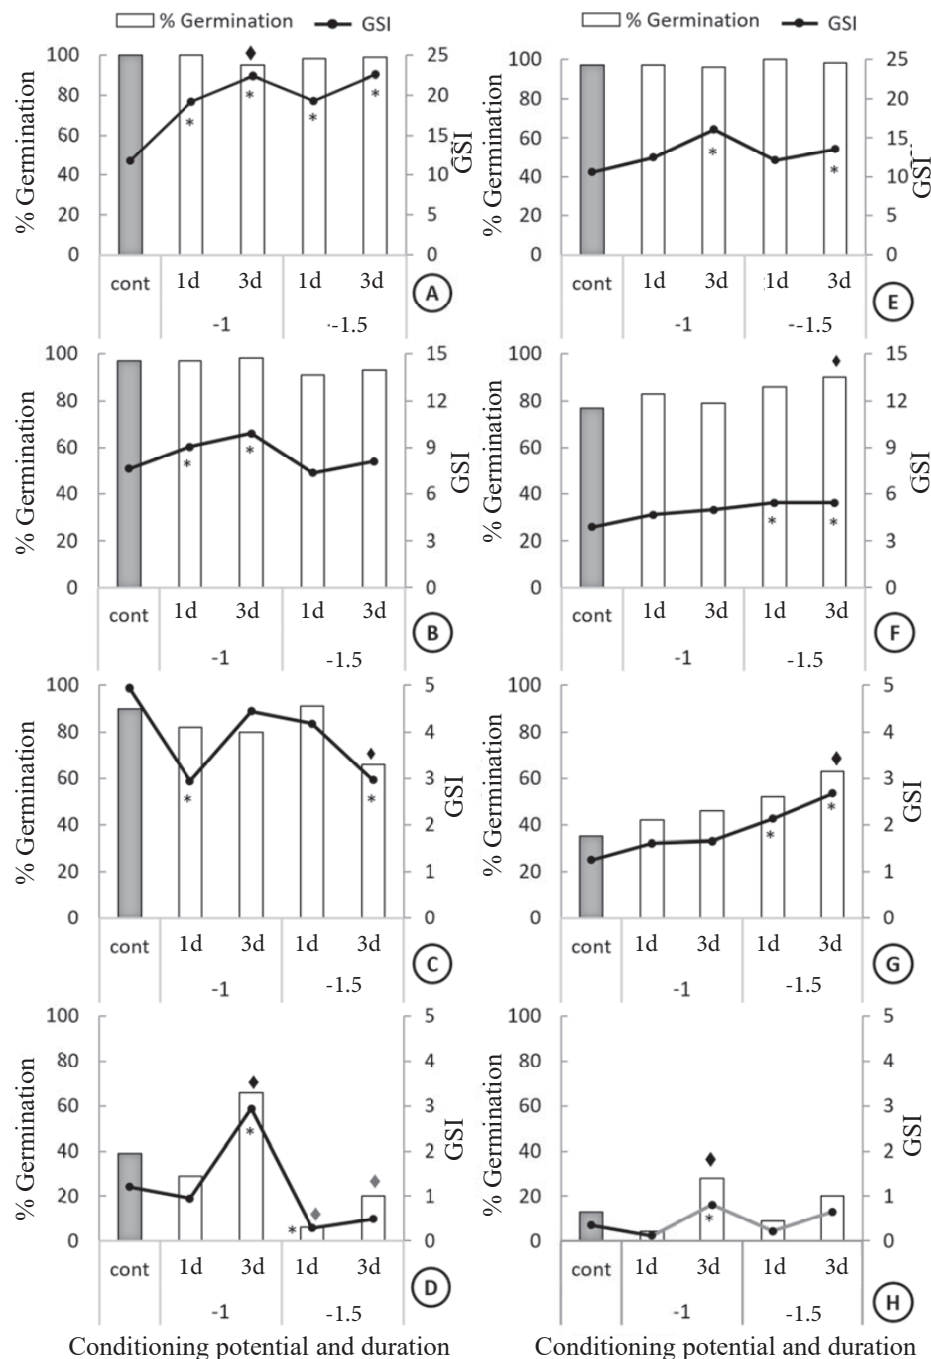 % Germination GSI
100
80
60
40
20
0
% Germination
25
20
15
10
5
0
GSI
cont 1d 3d 1d 3d
-1 --1.5
A
% Germination GSI
100
80
60
40
20
0
% Germination
25
20
15
10
5
0
GSI
cont 1d 3d 1d 3d
-1 --1.5
E
100
80
60
40
20
0
% Germination
15
12
9
6
3
0
GSI
cont 1d 3d 1d 3d
-1 -1.5
B
100
80
60
40
20
0
% Germination
15
12
9
6
3
0
GSI
cont 1d 3d 1d 3d
-1 -1.5
F
100
80
60
40
20
0
% Germination
5
4
3
2
1
0
GSI
cont 1d 3d 1d 3d
-1 -1.5
C
100
80
60
40
20
0
% Germination
5
4
3
2
1
0
GSI
cont 1d 3d 1d 3d
-1 -1.5
G
100
80
60
40
20
0
% Germination
5
4
3
2
1
0
GSI
cont 1d 3d 1d 3d
-1 -1.5
D
Conditioning potential and duration
100
80
60
40
20
0
% Germination
5
4
3
2
1
0
GSI
cont 1d 3d 1d 3d
-1 -1.5
H
Conditioning potential and duration